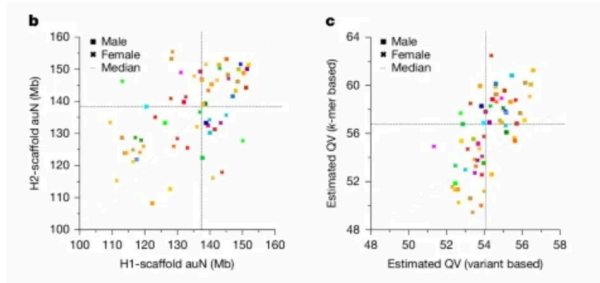 b
160
150
140
130
120
110
100
H2-scaffold auN (Mb)
Male
Female
Median
100 110 120 130 140 150 160
H1-scaffold auN (Mb)
c
64
60
56
52
48
Estimated QV (k-mer based)
Male
Female
Median
48 50 52 54 56 58
Estimated QV (variant based)